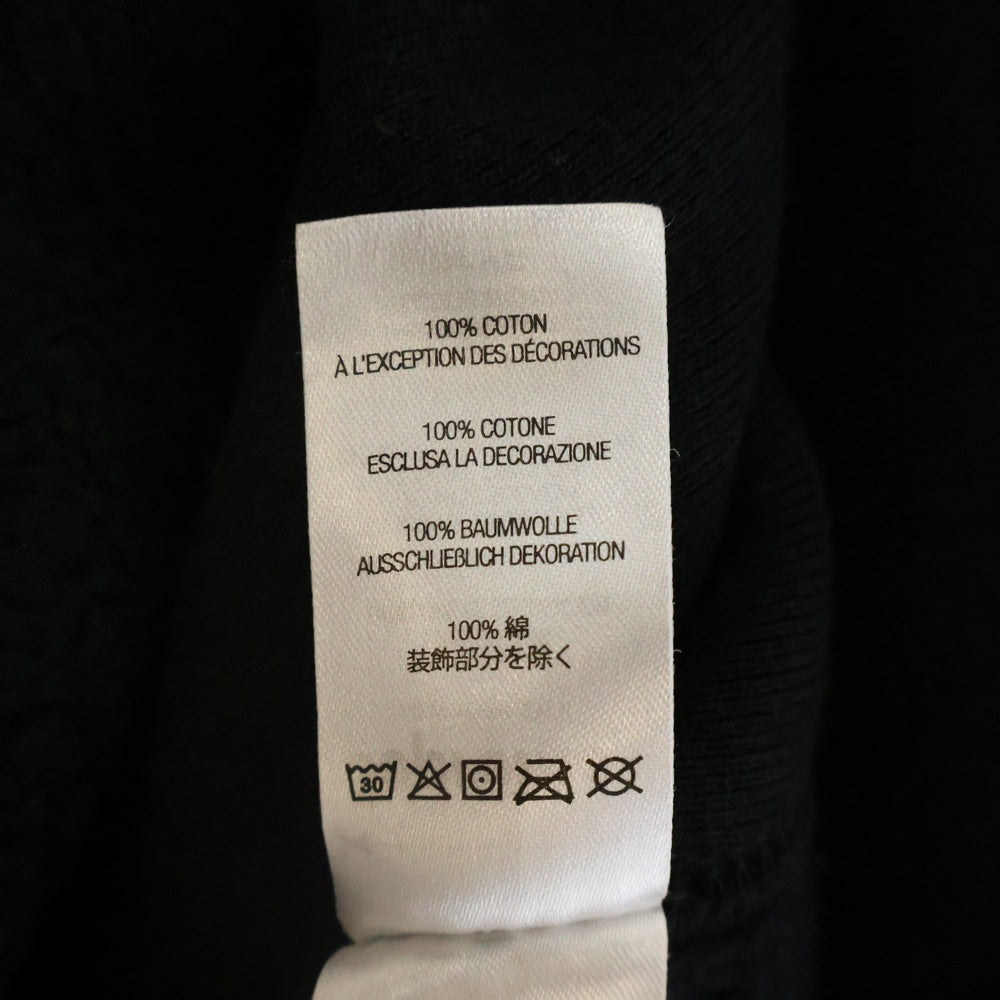 100% COTON
À L'EXCEPTION DES DÉCORATIONS
100% COTONE
ESCLUSA LA DECORAZIONE
100% BAUMWOLLE
AUSSCHLIEßLICH DEKORATION
100% 綿
装飾部分を除く
30